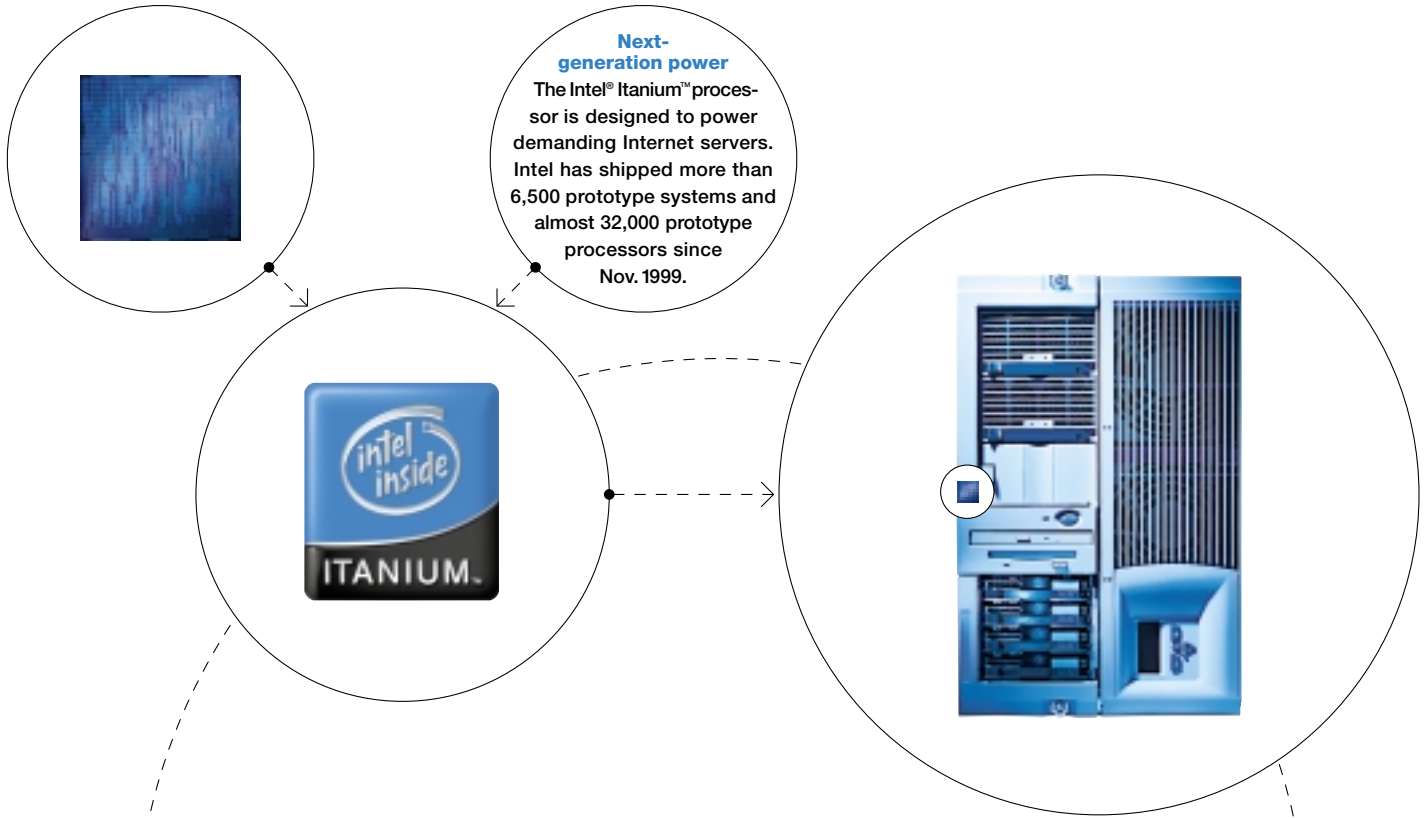 Next-
generation power
The Intel® Itanium™ proces-
sor is designed to power
demanding Internet servers.
Intel has shipped more than
6,500 prototype systems and
almost 32,000 prototype
processors since
Nov. 1999.
intel
inside
ITANIUM™